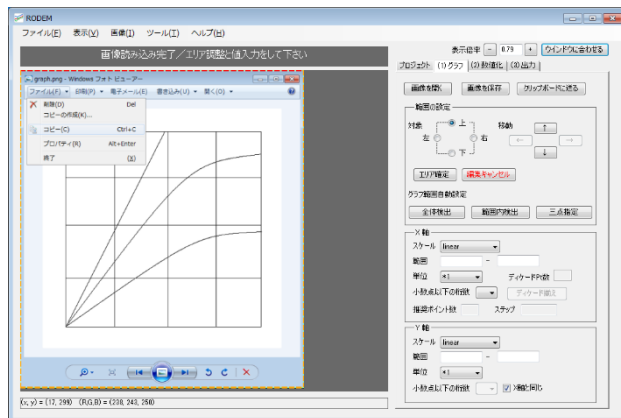 RODEM
ファイル(F) 表示(V) 画像(I) ツール(T) ヘルプ(H)
画像読み込み完了／エリア調整と値入力をして下さい
表示倍率 - 0.79 + ウインドウに合わせる
プロジェクト (1)グラフ (2)数値化 (3)出力
graph.png - Windows フォト ビューアー
ファイル(F) 印刷(P) 電子メール(E) 書き込み(U) 開く(O)
削除(D) Del
コピーの作成(K)...
コピー(C) Ctrl+C
プロパティ(R) Alt+Enter
終了 (X)
画像を開く 画像を保存 クリップボードに送る
範囲の設定
対象 上 移動 ↑
左 右 ← →
下 ↓
エリア確定 編集キャンセル
グラフ範囲自動設定
全体検出 範囲内検出 三点指定
X 軸
スケール linear
範囲 -
単位 *1 ディケードPt数
小数点以下の桁数 ディケード挿入
推奨ポイント数 ステップ
Y 軸
スケール linear
範囲 -
単位 *1
小数点以下の桁数 X軸と同じ
(x, y) = (17, 299) (R,G,B) = (238, 243, 250)